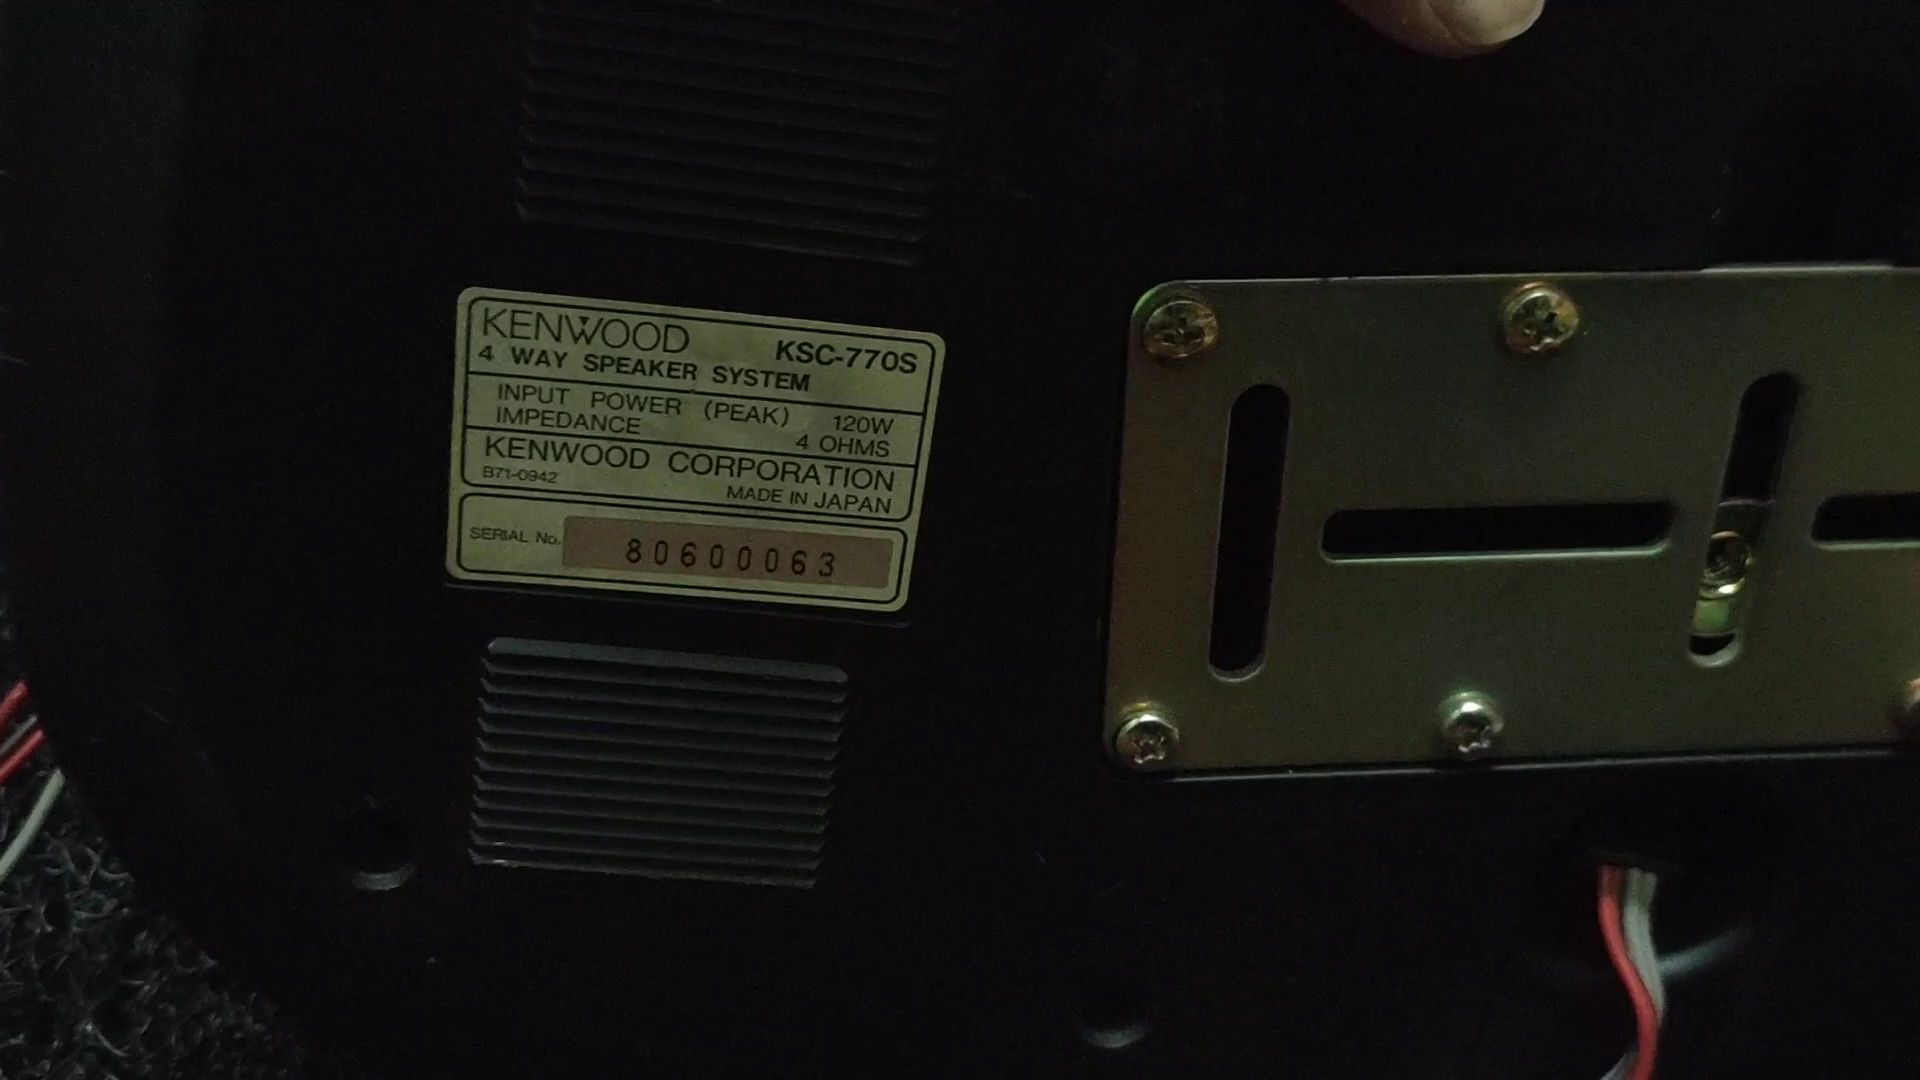 KENWOOD KSC-770S
4 WAY SPEAKER SYSTEM
INPUT POWER (PEAK) 120W
IMPEDANCE 4 OHMS
KENWOOD CORPORATION
B71-0942 MADE IN JAPAN
SERIAL No. 80600063